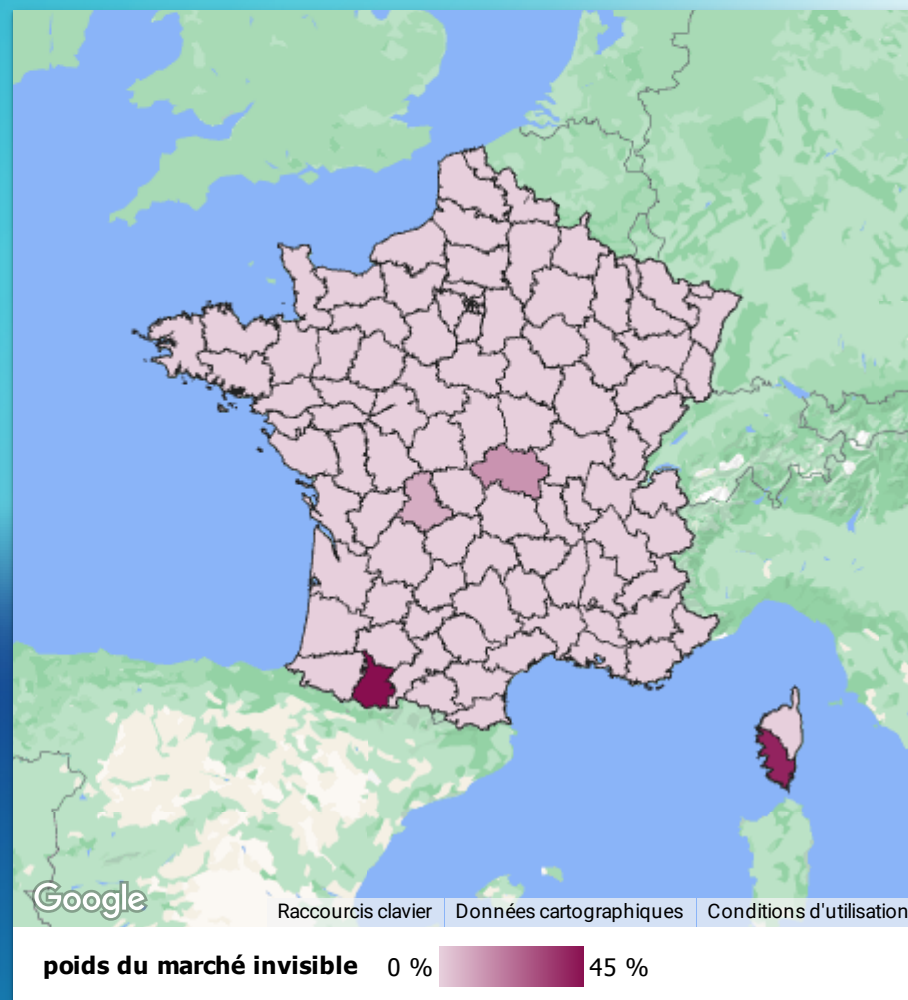 Google
Raccourcis clavier
Données cartographiques
Conditions d'utilisation
poids du marché invisible 0 % 45 %